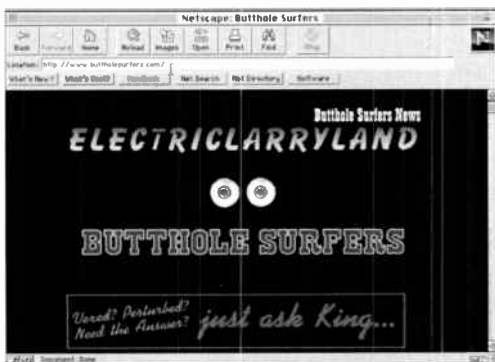 Netscape: Butthole Surfers
Back Forward Home Reload Images Open Print Find Stop
N
Location: http://www.buttholesurfers.com/
What's New? What's Cool? Handbook Net Search Net Directory Software
Butthole Surfers News
ELECTRICLARRYLAND
BUTTHOLE SURFERS
Vexed? Perturbed?
Need the Answer? just ask King...
Document Done